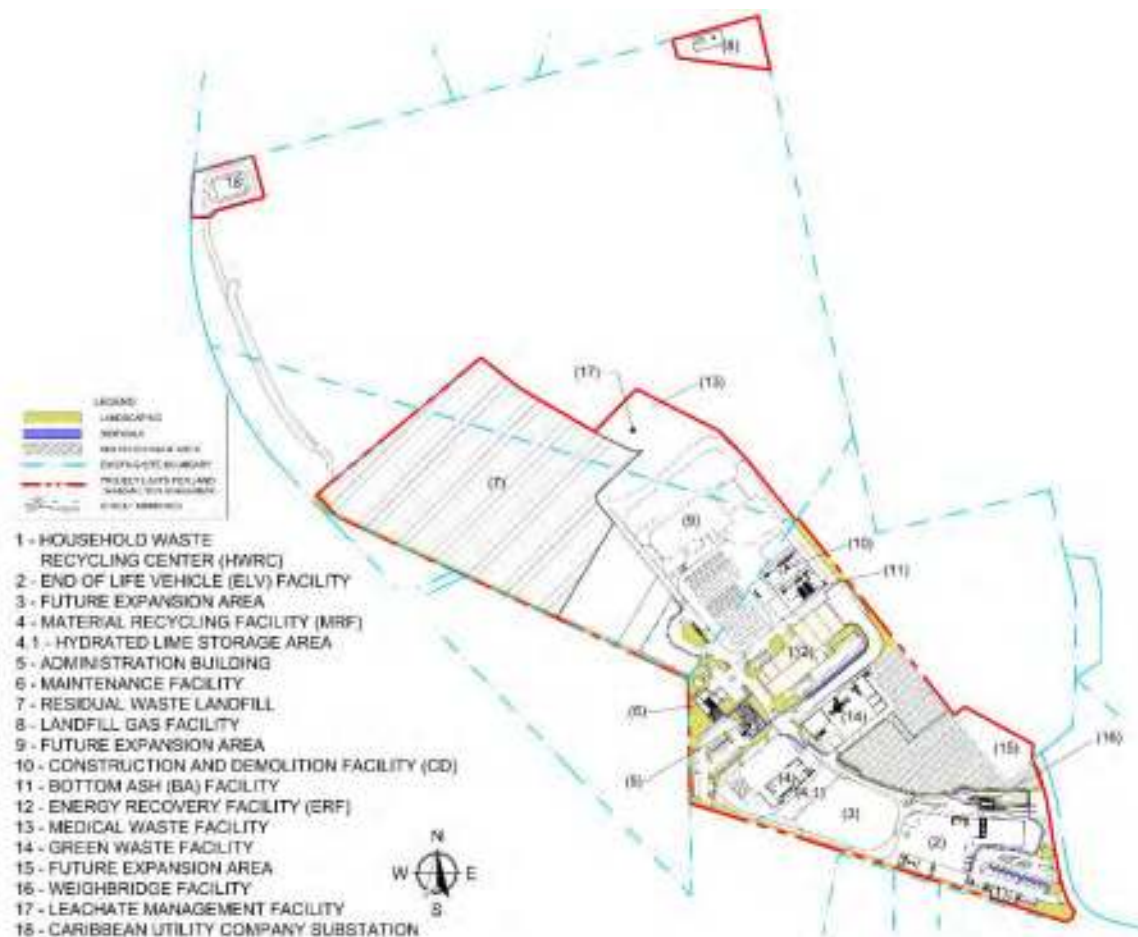 (8)
18
(17)
(13)
(7)
(9)
(10)
(11)
(12)
(6)
(14)
(15)
(16)
(5)
(4)
(4.1)
(3)
(2)
LEGEND
LANDSCAPING
SIDEWALK
EXISTING SITE BOUNDARY
1 - HOUSEHOLD WASTE
RECYCLING CENTER (HWRC)
2 - END OF LIFE VEHICLE (ELV) FACILITY
3 - FUTURE EXPANSION AREA
4 - MATERIAL RECYCLING FACILITY (MRF)
4.1 - HYDRATED LIME STORAGE AREA
5 - ADMINISTRATION BUILDING
6 - MAINTENANCE FACILITY
7 - RESIDUAL WASTE LANDFILL
8 - LANDFILL GAS FACILITY
9 - FUTURE EXPANSION AREA
10 - CONSTRUCTION AND DEMOLITION FACILITY (CD)
11 - BOTTOM ASH (BA) FACILITY
12 - ENERGY RECOVERY FACILITY (ERF)
13 - MEDICAL WASTE FACILITY
14 - GREEN WASTE FACILITY
15 - FUTURE EXPANSION AREA
16 - WEIGHBRIDGE FACILITY
17 - LEACHATE MANAGEMENT FACILITY
18 - CARIBBEAN UTILITY COMPANY SUBSTATION
N
W E
S